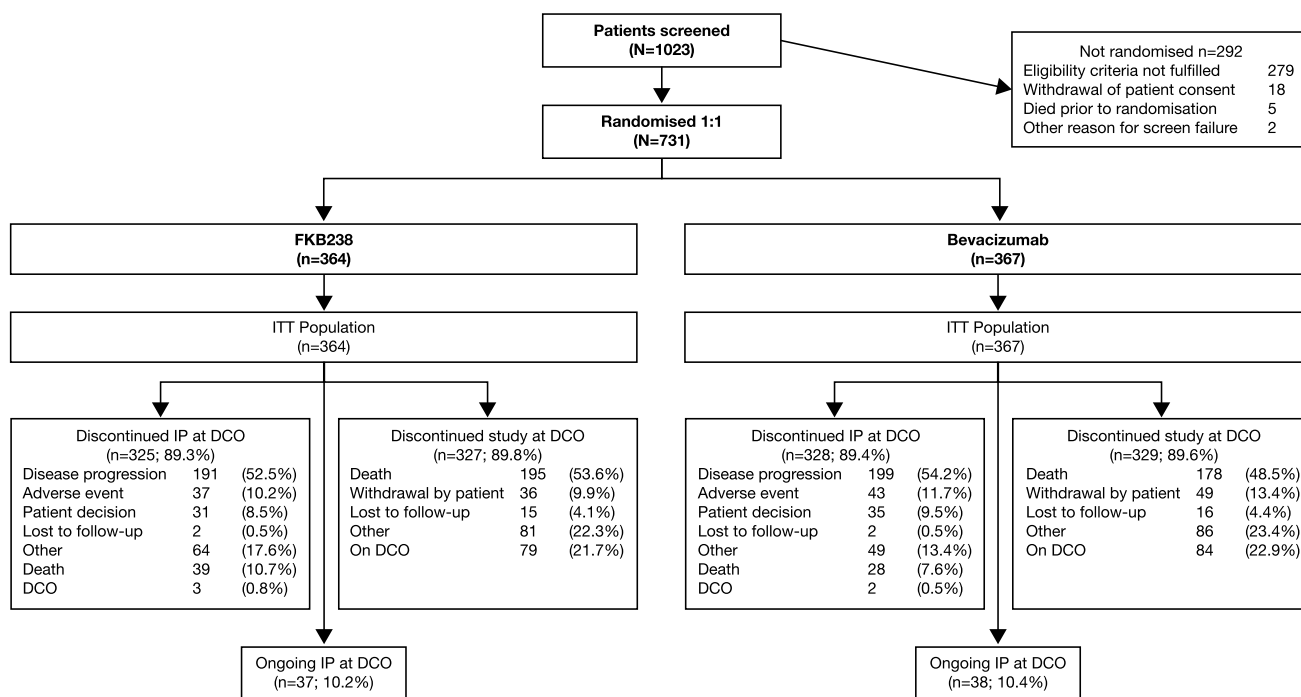 Patients screened
(N=1023)
Not randomised n=292
Eligibility criteria not fulfilled 279
Withdrawal of patient consent 18
Died prior to randomisation 5
Other reason for screen failure 2
Randomised 1:1
(N=731)
FKB238
(n=364)
Bevacizumab
(n=367)
ITT Population
(n=364)
ITT Population
(n=367)
Discontinued IP at DCO
(n=325; 89.3%)
Disease progression 191 (52.5%)
Adverse event 37 (10.2%)
Patient decision 31 (8.5%)
Lost to follow-up 2 (0.5%)
Other 64 (17.6%)
Death 39 (10.7%)
DCO 3 (0.8%)
Discontinued study at DCO
(n=327; 89.8%)
Death 195 (53.6%)
Withdrawal by patient 36 (9.9%)
Lost to follow-up 15 (4.1%)
Other 81 (22.3%)
On DCO 79 (21.7%)
Discontinued IP at DCO
(n=328; 89.4%)
Disease progression 199 (54.2%)
Adverse event 43 (11.7%)
Patient decision 35 (9.5%)
Lost to follow-up 2 (0.5%)
Other 49 (13.4%)
Death 28 (7.6%)
DCO 2 (0.5%)
Discontinued study at DCO
(n=329; 89.6%)
Death 178 (48.5%)
Withdrawal by patient 49 (13.4%)
Lost to follow-up 16 (4.4%)
Other 86 (23.4%)
On DCO 84 (22.9%)
Ongoing IP at DCO
(n=37; 10.2%)
Ongoing IP at DCO
(n=38; 10.4%)